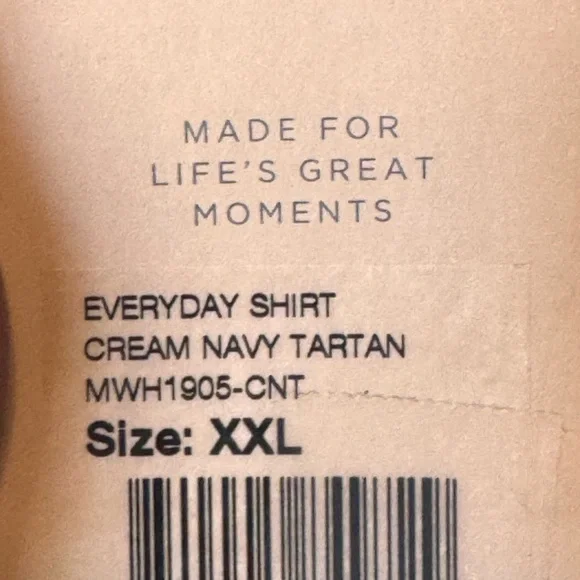 MADE FOR
LIFE'S GREAT
MOMENTS
EVERYDAY SHIRT
CREAM NAVY TARTAN
MWH1905-CNT
Size: XXL